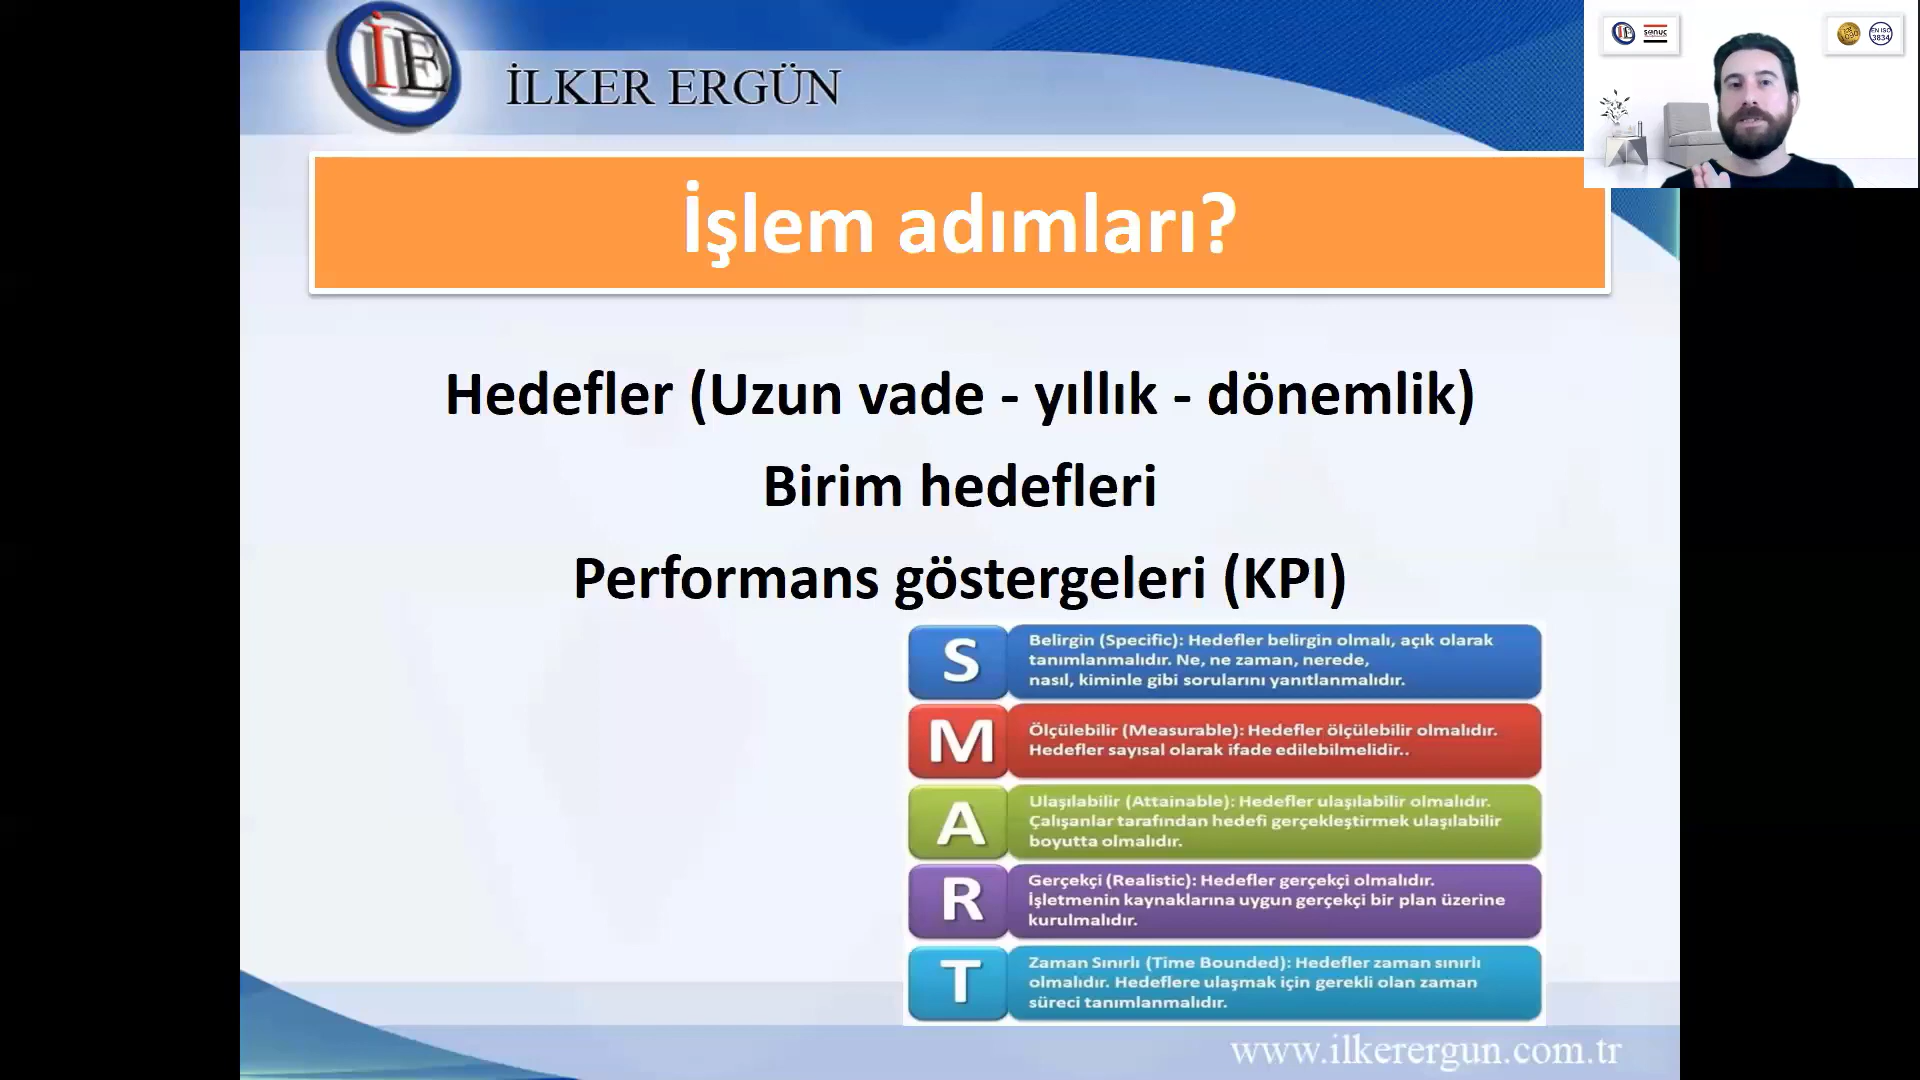 İE
İLKER ERGÜN
EN ISO
3834
İşlem adımları?
Hedefler (Uzun vade - yıllık - dönemlik)
Birim hedefleri
Performans göstergeleri (KPI)
S
Belirgin (Specific): Hedefler belirgin olmalı, açık olarak
tanımlanmalıdır. Ne, ne zaman, nerede,
nasıl, kiminle gibi sorularını yanıtlanmalıdır.
M
Ölçülebilir (Measurable): Hedefler ölçülebilir olmalıdır.
Hedefler sayısal olarak ifade edilebilmelidir..
A
Ulaşılabilir (Attainable): Hedefler ulaşılabilir olmalıdır.
Çalışanlar tarafından hedefi gerçekleştirmek ulaşılabilir
boyutta olmalıdır.
R
Gerçekçi (Realistic): Hedefler gerçekçi olmalıdır.
İşletmenin kaynaklarına uygun gerçekçi bir plan üzerine
kurulmalıdır.
T
Zaman Sınırlı (Time Bounded): Hedefler zaman sınırlı
olmalıdır. Hedeflere ulaşmak için gerekli olan zaman
süreci tanımlanmalıdır.
www.ilkerergun.com.tr